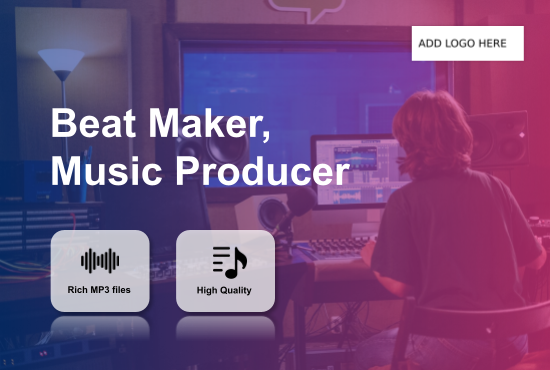 ADD LOGO HERE
Beat Maker,
Music Producer
Rich MP3 files
High Quality